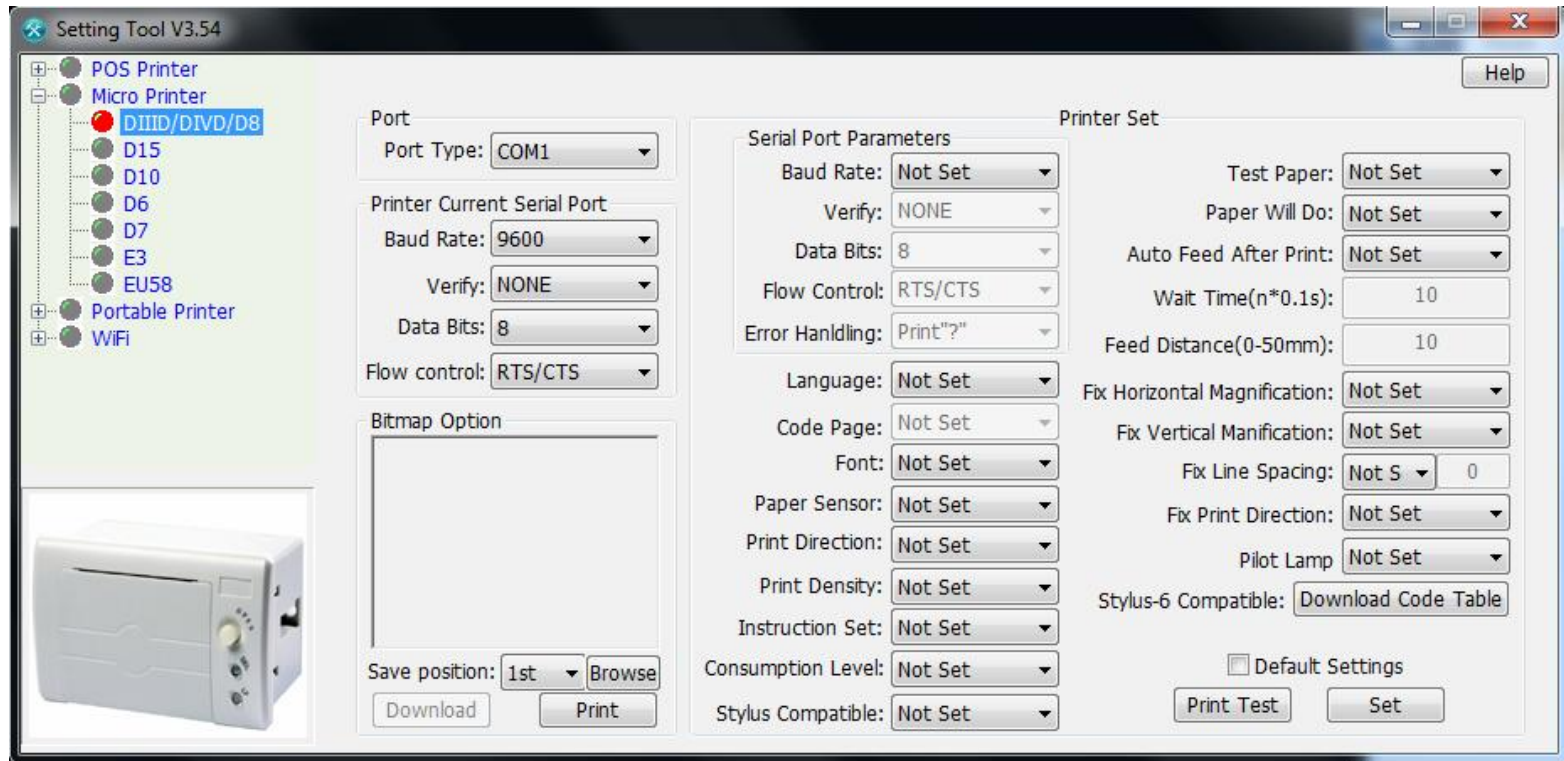 Setting Tool V3.54
Help
POS Printer
Micro Printer
DIIID/DIVD/D8
D15
D10
D6
D7
E3
EU58
Portable Printer
WiFi
Port
Port Type: COM1
Printer Current Serial Port
Baud Rate: 9600
Verify: NONE
Data Bits: 8
Flow control: RTS/CTS
Bitmap Option
Save position: 1st Browse
Download Print
Printer Set
Serial Port Parameters
Baud Rate: Not Set
Verify: NONE
Data Bits: 8
Flow Control: RTS/CTS
Error Hanldling: Print"?"
Language: Not Set
Code Page: Not Set
Font: Not Set
Paper Sensor: Not Set
Print Direction: Not Set
Print Density: Not Set
Instruction Set: Not Set
Consumption Level: Not Set
Stylus Compatible: Not Set
Test Paper: Not Set
Paper Will Do: Not Set
Auto Feed After Print: Not Set
Wait Time(n*0.1s): 10
Feed Distance(0-50mm): 10
Fix Horizontal Magnification: Not Set
Fix Vertical Manification: Not Set
Fix Line Spacing: Not S 0
Fix Print Direction: Not Set
Pilot Lamp Not Set
Stylus-6 Compatible: Download Code Table
Default Settings
Print Test Set